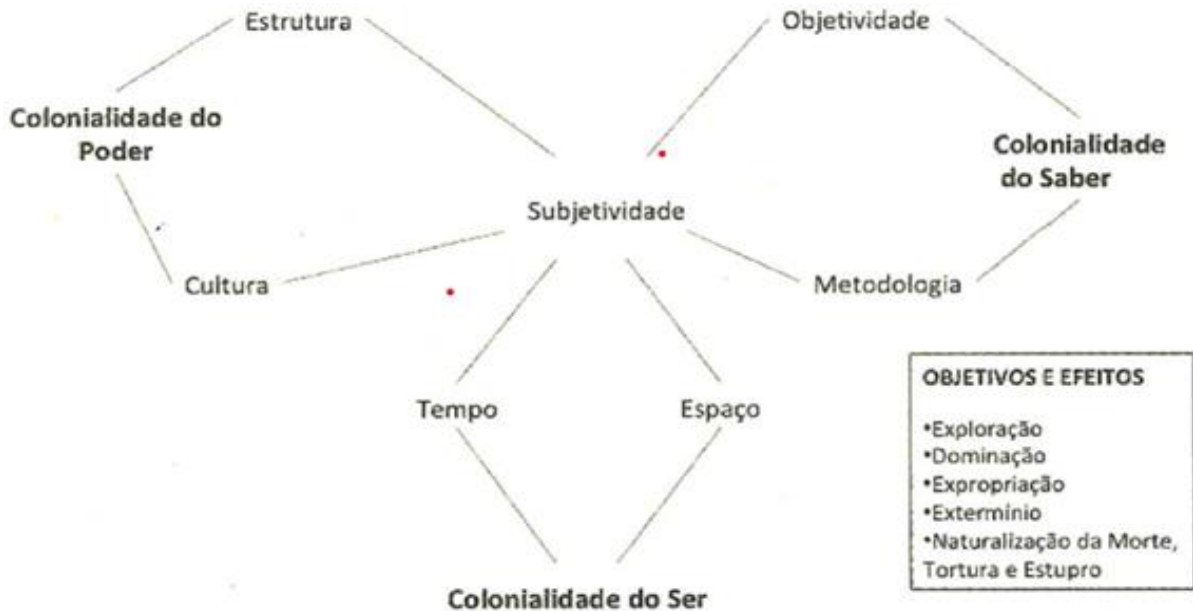 Estrutura
Objetividade
Colonialidade do
Poder
Colonialidade
do Saber
Subjetividade
Cultura
Metodologia
Tempo
Espaço
Colonialidade do Ser
OBJETIVOS E EFEITOS
•Exploração
•Dominação
•Expropriação
•Extermínio
•Naturalização da Morte,
Tortura e Estupro